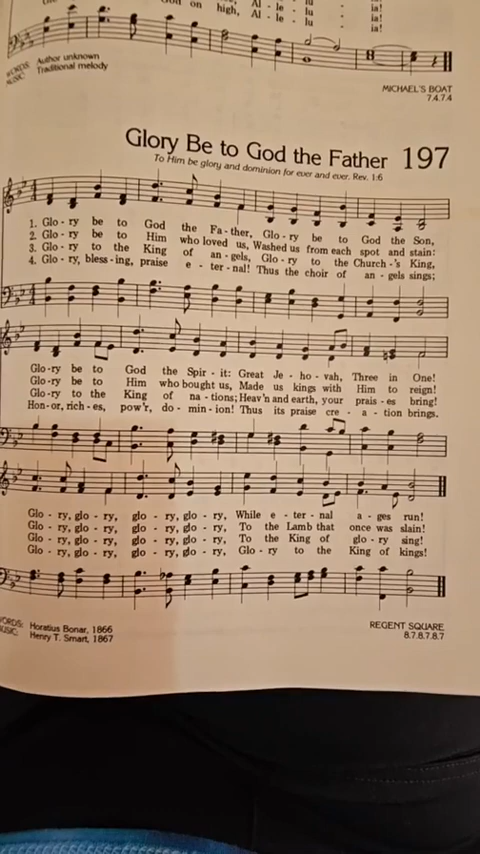 on high, Al - le - lu - ia!
Al - le - lu - ia!
ia!
WORDS: Author unknown
MUSIC: Traditional melody
MICHAEL'S BOAT
7.4.7.4
Glory Be to God the Father 197
To Him be glory and dominion for ever and ever. Rev. 1:6
1. Glo - ry be to God the Fa - ther, Glo - ry be to God the Son,
2. Glo - ry be to Him who loved us, Washed us from each spot and stain:
3. Glo - ry to the King of an - gels, Glo - ry to the Church -'s King,
4. Glo - ry, bless - ing, praise e - ter - nal! Thus the choir of an - gels sings;
Glo - ry be to God the Spir - it: Great Je - ho - vah, Three in One!
Glo - ry be to Him who bought us, Made us kings with Him to reign!
Glo - ry to the King of na - tions; Heav'n and earth, your prais - es bring!
Hon - or, rich - es, pow'r, do - min - ion! Thus its praise cre - a - tion brings.
Glo - ry, glo - ry, glo - ry, glo - ry, While e - ter - nal a - ges run!
Glo - ry, glo - ry, glo - ry, glo - ry, To the Lamb that once was slain!
Glo - ry, glo - ry, glo - ry, glo - ry, To the King of glo - ry sing!
Glo - ry, glo - ry, glo - ry, glo - ry, Glo - ry to the King of kings!
WORDS: Horatius Bonar, 1866
MUSIC: Henry T. Smart, 1867
REGENT SQUARE
8.7.8.7.8.7